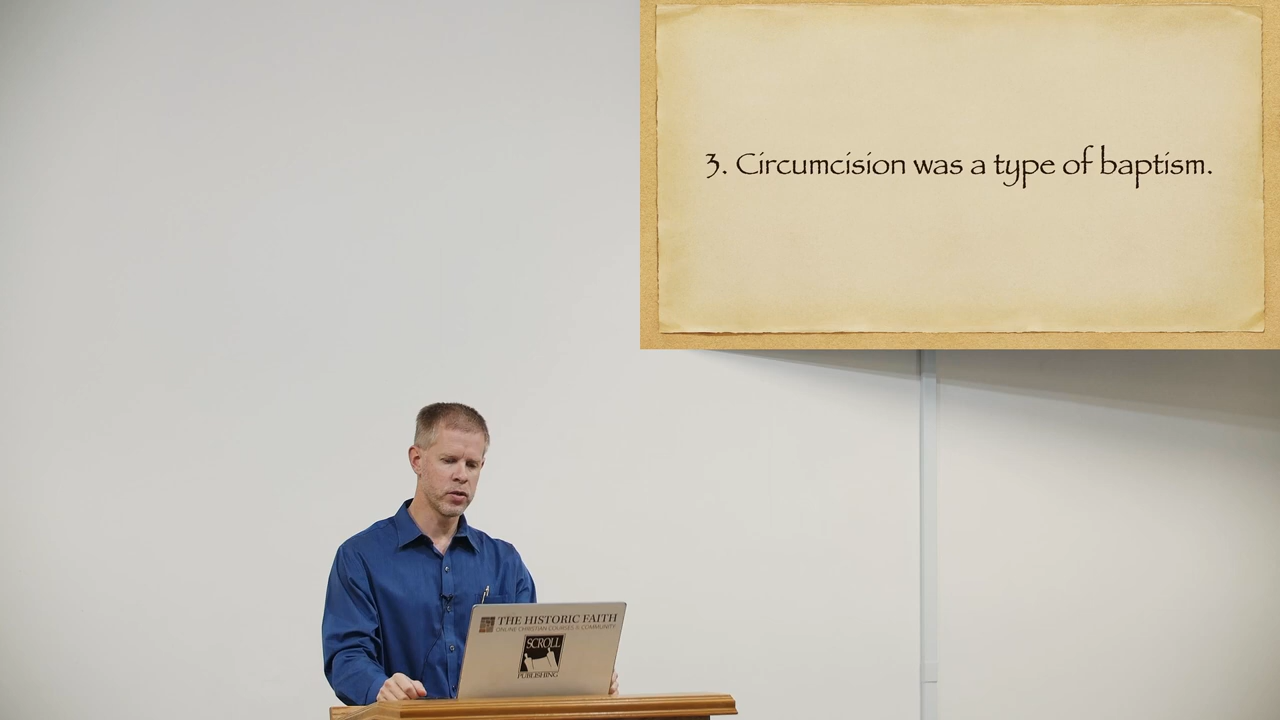 3. Circumcision was a type of baptism.
THE HISTORIC FAITH
ONLINE CHRISTIAN COURSES & COMMUNITY
SCROLL
PUBLISHING